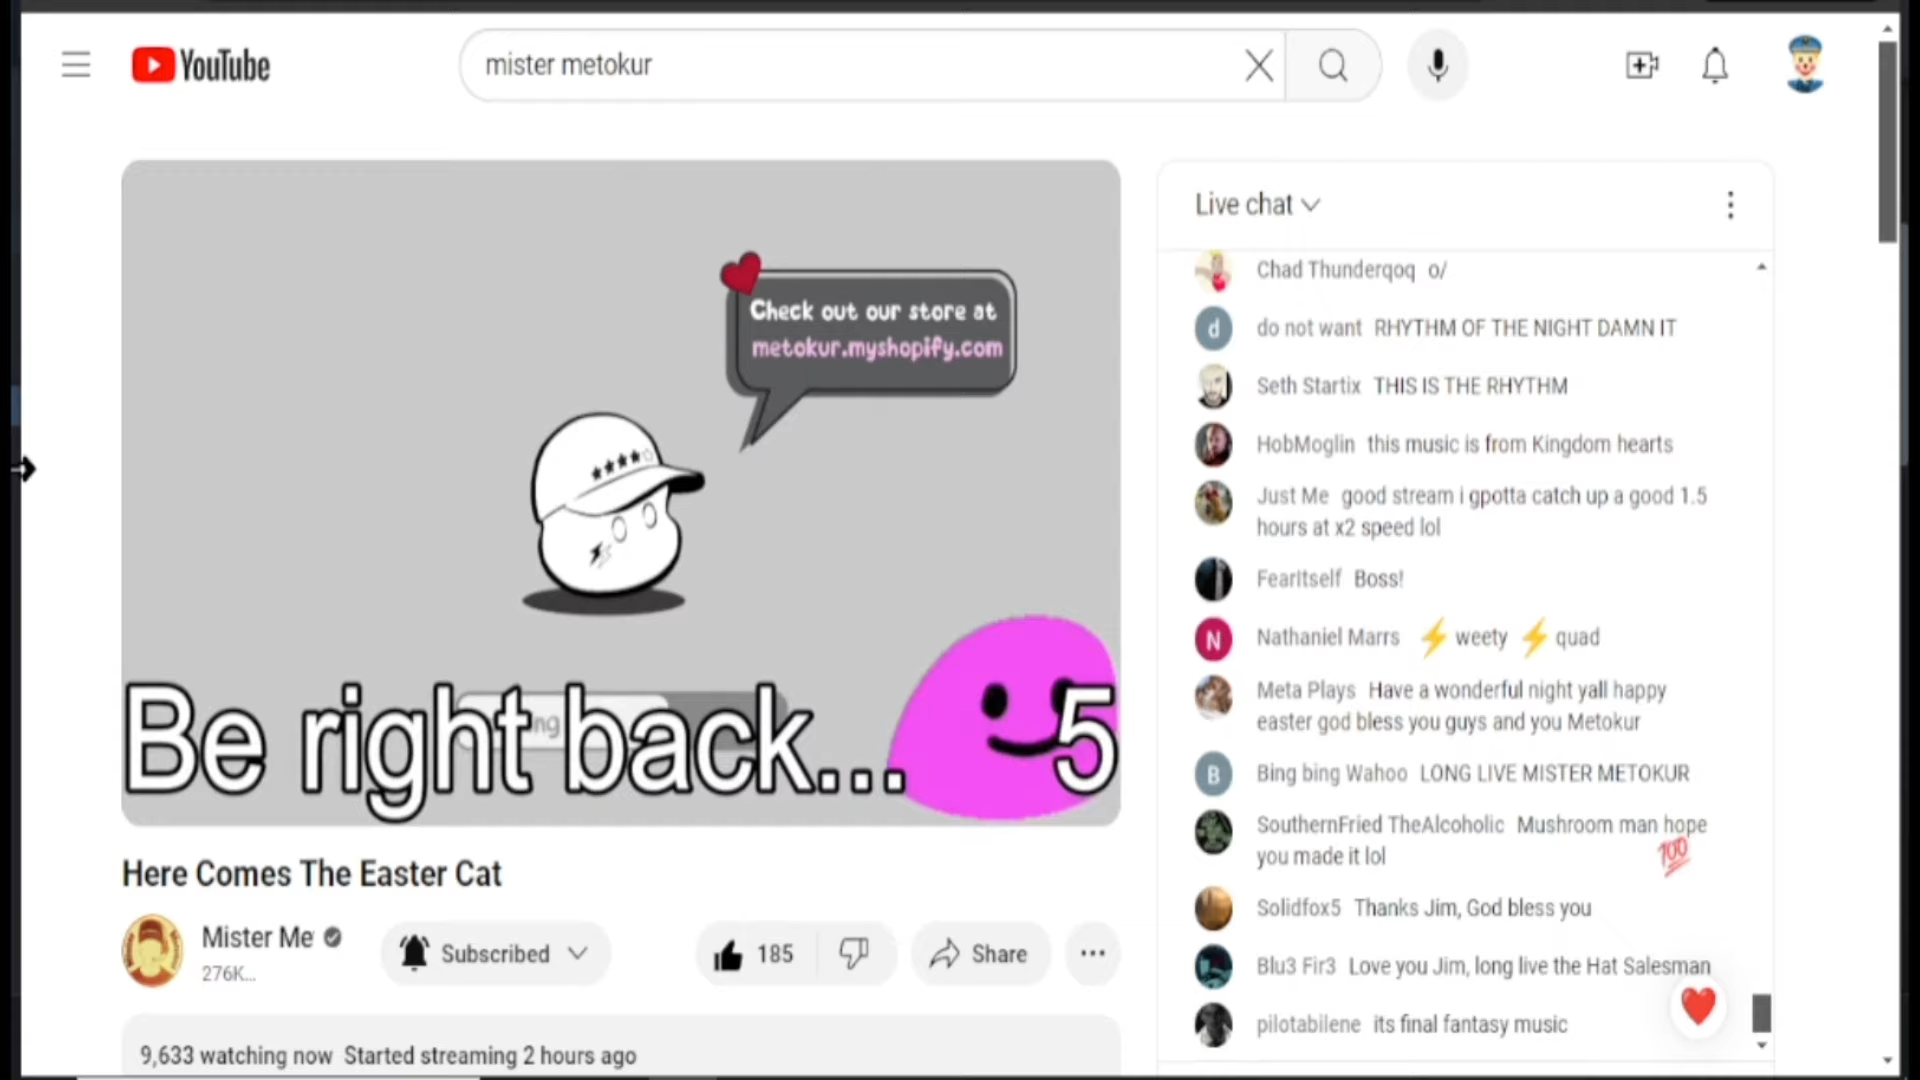 YouTube
mister metokur
Live chat
Chad Thunderqoq o/
do not want RHYTHM OF THE NIGHT DAMN IT
Seth Startix THIS IS THE RHYTHM
HobMoglin this music is from Kingdom hearts
Just Me good stream i gpotta catch up a good 1.5
hours at x2 speed lol
FearItself Boss!
N
Nathaniel Marrs ⚡ weety ⚡ quad
Meta Plays Have a wonderful night yall happy
easter god bless you guys and you Metokur
B
Bing bing Wahoo LONG LIVE MISTER METOKUR
SouthernFried TheAlcoholic Mushroom man hope
you made it lol
100
Solidfox5 Thanks Jim, God bless you
Blu3 Fir3 Love you Jim, long live the Hat Salesman
pilotabilene its final fantasy music
d
Check out our store at
metokur.myshopify.com
Be right back... 5
Here Comes The Easter Cat
Mister Me
276K...
Subscribed
185
Share
9,633 watching now Started streaming 2 hours ago